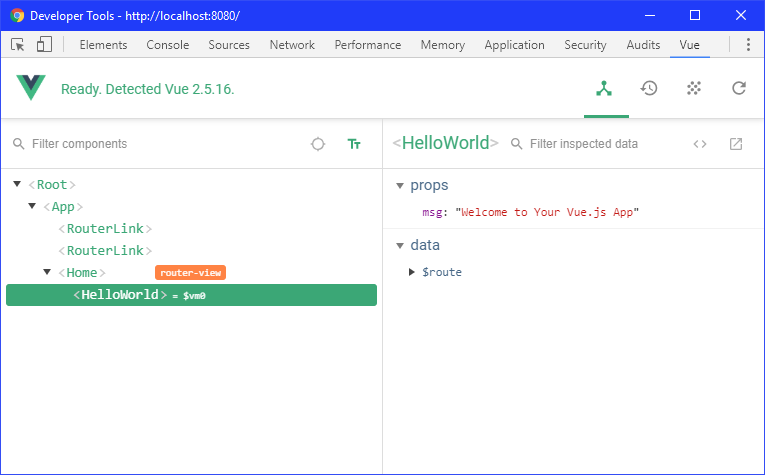 Developer Tools - http://localhost:8080/
Elements Console Sources Network Performance Memory Application Security Audits Vue
Ready. Detected Vue 2.5.16.
Filter components
<Root>
<App>
<RouterLink>
<RouterLink>
<Home> router-view
<HelloWorld> = $vm0
<HelloWorld> Filter inspected data
props
msg: "Welcome to Your Vue.js App"
data
$route